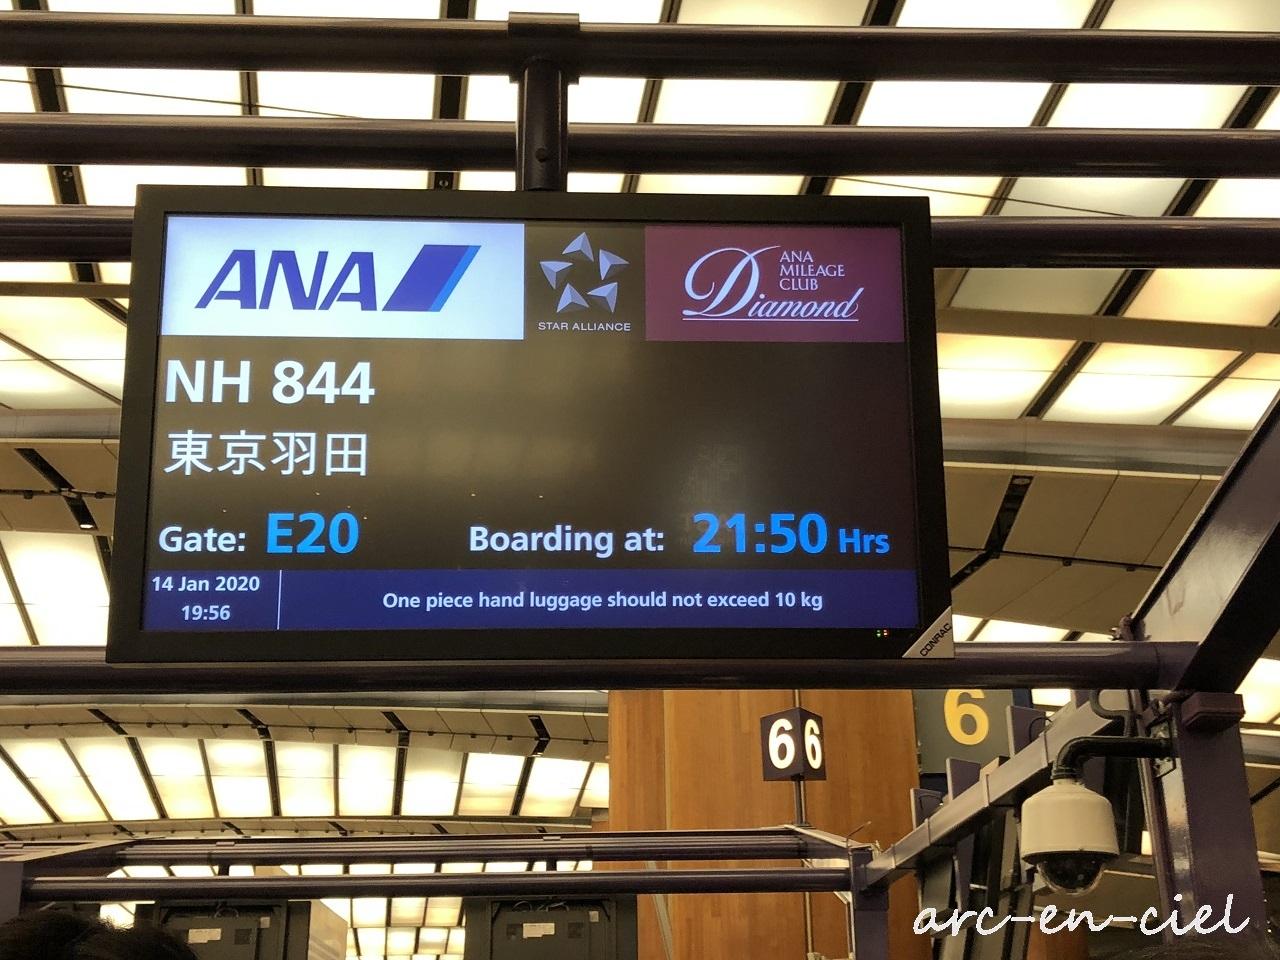 ANA
STAR ALLIANCE
ANA
MILEAGE
CLUB
Diamond
NH 844
東京羽田
Gate: E20 Boarding at: 21:50 Hrs
14 Jan 2020
19:56
One piece hand luggage should not exceed 10 kg
CONRAC
6 6
6
arc-en-ciel